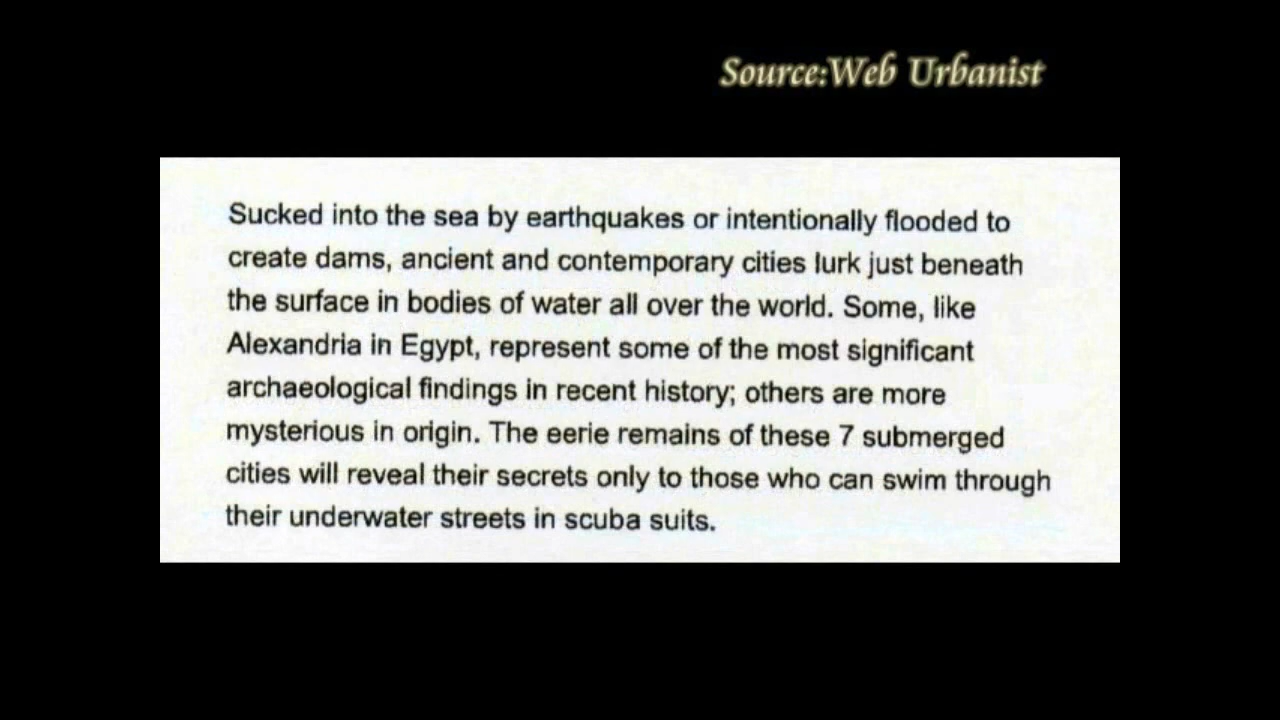 Source:Web Urbanist
Sucked into the sea by earthquakes or intentionally flooded to
create dams, ancient and contemporary cities lurk just beneath
the surface in bodies of water all over the world. Some, like
Alexandria in Egypt, represent some of the most significant
archaeological findings in recent history; others are more
mysterious in origin. The eerie remains of these 7 submerged
cities will reveal their secrets only to those who can swim through
their underwater streets in scuba suits.